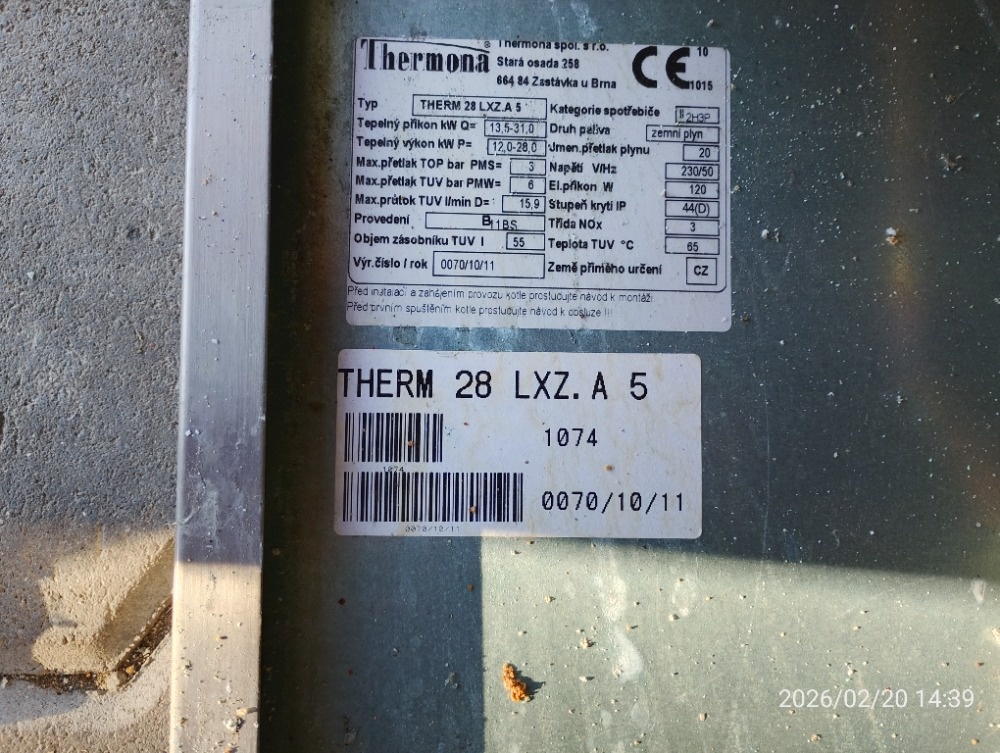 Thermona® Thermona spol. s r.o.
Stará osada 258
664 84 Zastávka u Brna
CE 10
1015
Typ THERM 28 LXZ.A 5 Kategorie spotřebiče II 2H3P
Tepelný příkon kW Q= 13,5-31,0 Druh paliva zemní plyn
Tepelný výkon kW P= 12,0-28,0 Jmen.přetlak plynu 20
Max.přetlak TOP bar PMS= 3 Napětí V/Hz 230/50
Max.přetlak TUV bar PMW= 6 El.příkon W 120
Max.průtok TUV l/min D= 15,9 Stupeň krytí IP 44(D)
Provedení B11BS Třída NOx 3
Objem zásobníku TUV l 55 Teplota TUV °C 65
Výr.číslo / rok 0070/10/11 Země přímého určení CZ
Před instalací a zahájením provozu kotle prostudujte návod k montáži
Před prvním spuštěním kotle prostudujte návod k obsluze !!!
THERM 28 LXZ.A 5
1074
1074
0070/10/11
0070/10/11
2026/02/20 14:39